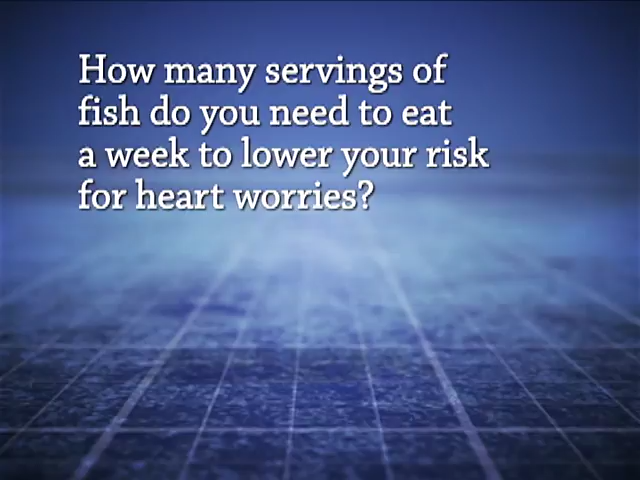 How many servings of
fish do you need to eat
a week to lower your risk
for heart worries?